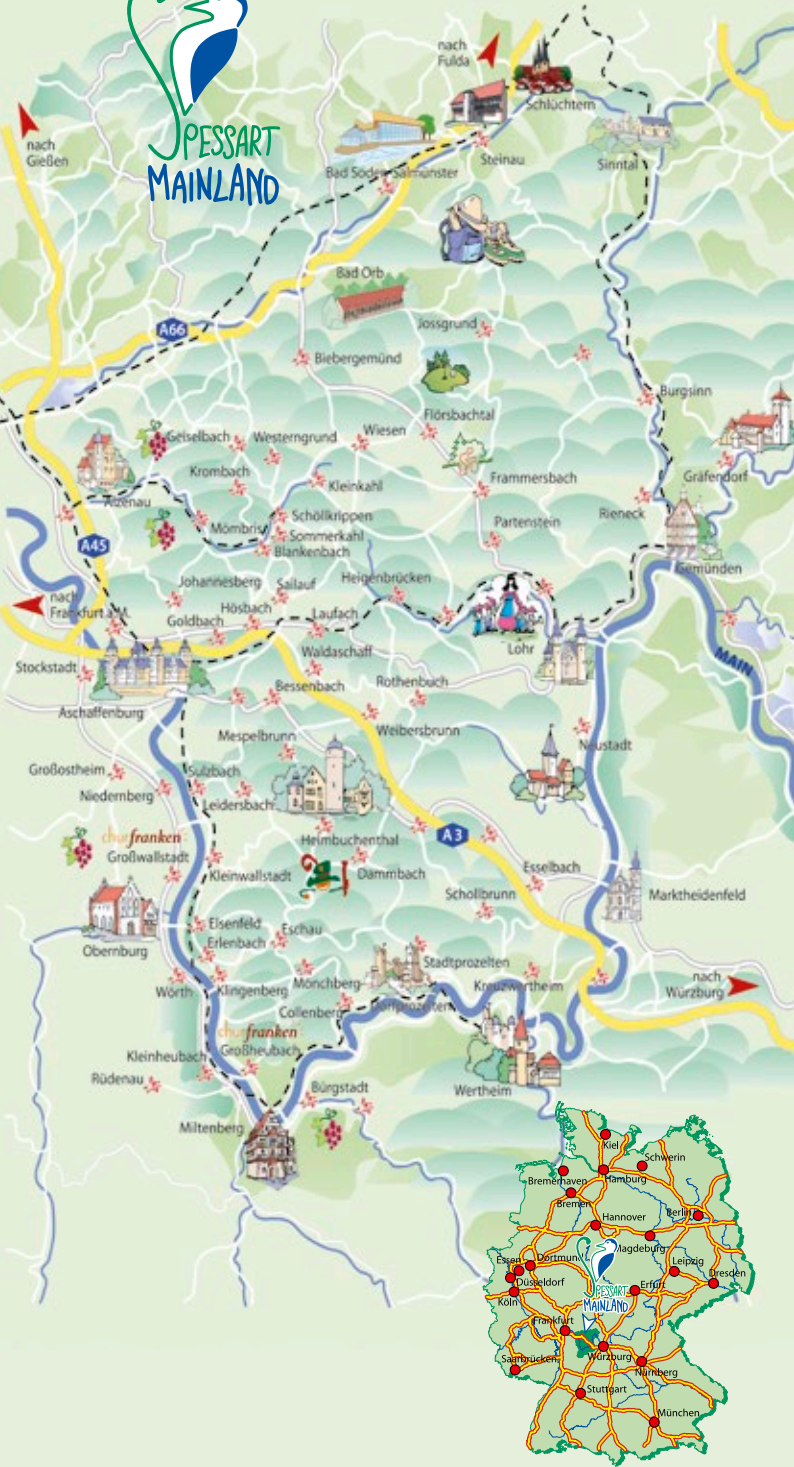 nach
Fulda
Schlüchtern
nach
Gießen
SPESSART
MAINLAND
Steinau
Sinntal
Bad Soden-Salmünster
Bad Orb
A66
Jossgrund
Biebergemünd
Burgsinn
Flörsbachtal
Wiesen
Geiselbach
Westerngrund
Krombach
Kleinkahl
Frammersbach
Gräfendorf
Alzenau
Mömbris
Schöllkrippen
Sommerkahl
Blankenbach
Partenstein
Rieneck
A45
Gemünden
Johannesberg
Sailauf
Heigenbrücken
nach
Frankfurt a.M.
Hösbach
Goldbach
Laufach
Lohr
Waldaschaff
MAIN
Stockstadt
Bessenbach
Rothenbuch
Aschaffenburg
Mespelbrunn
Weibersbrunn
Neustadt
Großostheim
Sulzbach
Niedernberg
Leidersbach
churfranken
Großwallstadt
Heimbuchenthal
A3
Kleinwallstadt
Dammbach
Esselbach
Schollbrunn
Marktheidenfeld
Elsenfeld
Eschau
Erlenbach
Obernburg
Stadtprozelten
Mönchberg
Wörth
Klingenberg
Kreuzwertheim
nach
Würzburg
Collenberg
Dorfprozelten
churfranken
Großheubach
Kleinheubach
Rüdenau
Bürgstadt
Wertheim
Miltenberg
Kiel
Schwerin
Bremerhaven
Hamburg
Bremen
Berlin
Hannover
Magdeburg
Essen
Dortmund
Leipzig
Dresden
Düsseldorf
Erfurt
SPESSART
MAINLAND
Köln
Frankfurt
Würzburg
Saarbrücken
Nürnberg
Stuttgart
München